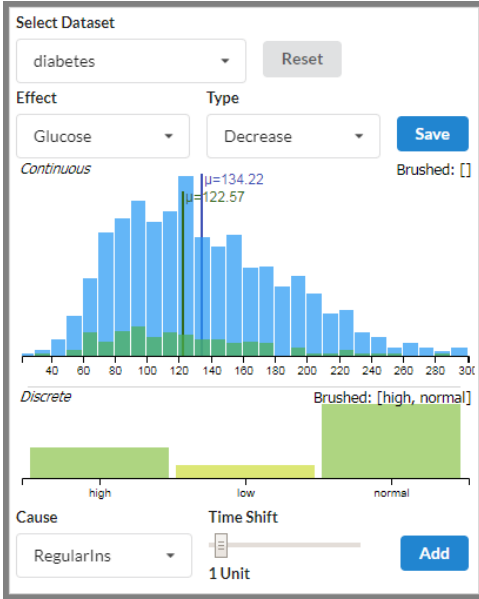 Select Dataset
diabetes
Reset
Effect
Type
Glucose
Decrease
Save
Continuous
Brushed: []
μ=134.22
μ=122.57
40 60 80 100 120 140 160 180 200 220 240 260 280 300
Discrete
Brushed: [high, normal]
high low normal
Cause
Time Shift
RegularIns
Add
1 Unit